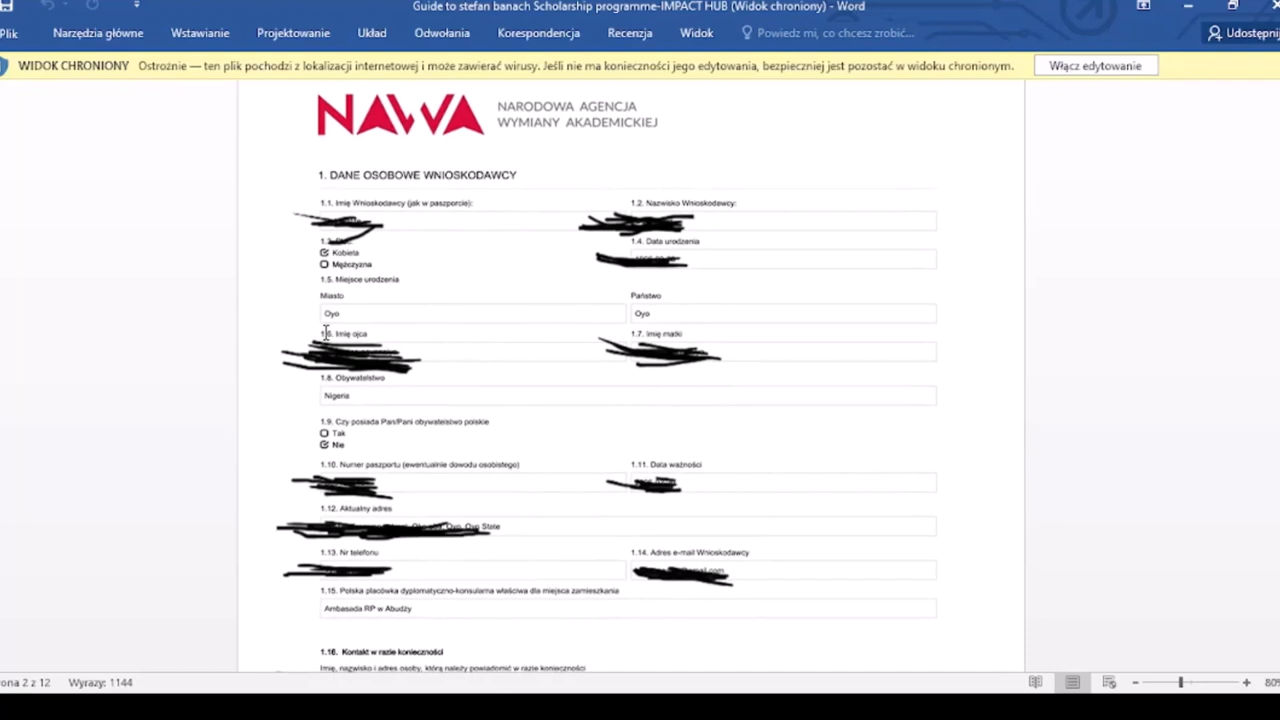 Guide to stefan banach Scholarship programme-IMPACT HUB (Widok chroniony) - Word
Plik Narzędzia główne Wstawianie Projektowanie Układ Odwołania Korespondencja Recenzja Widok Powiedz mi, co chcesz zrobić... Udostępnij
WIDOK CHRONIONY Ostrożnie — ten plik pochodzi z lokalizacji internetowej i może zawierać wirusy. Jeśli nie ma konieczności jego edytowania, bezpieczniej jest pozostać w widoku chronionym. Włącz edytowanie
NAWA NARODOWA AGENCJA
WYMIANY AKADEMICKIEJ
1. DANE OSOBOWE WNIOSKODAWCY
1.1. Imię Wnioskodawcy (jak w paszporcie): 1.2. Nazwisko Wnioskodawcy:
1.4. Data urodzenia
Kobieta
Mężczyzna
1.5. Miejsce urodzenia
Miasto Państwo
Oyo Oyo
1.6. Imię ojca 1.7. Imię matki
1.8. Obywatelstwo
Nigeria
1.9. Czy posiada Pan/Pani obywatelstwo polskie
Tak
Nie
1.10. Numer paszportu (ewentualnie dowodu osobistego) 1.11. Data ważności
1.12. Aktualny adres
Oyo, Oyo State
1.13. Nr telefonu 1.14. Adres e-mail Wnioskodawcy
1.15. Polska placówka dyplomatyczno-konsularna właściwa dla miejsca zamieszkania
Ambasada RP w Abudży
1.16. Kontakt w razie konieczności
Imię, nazwisko i adres osoby, którą należy powiadomić w razie konieczności
ona 2 z 12 Wyrazy: 1144 80%